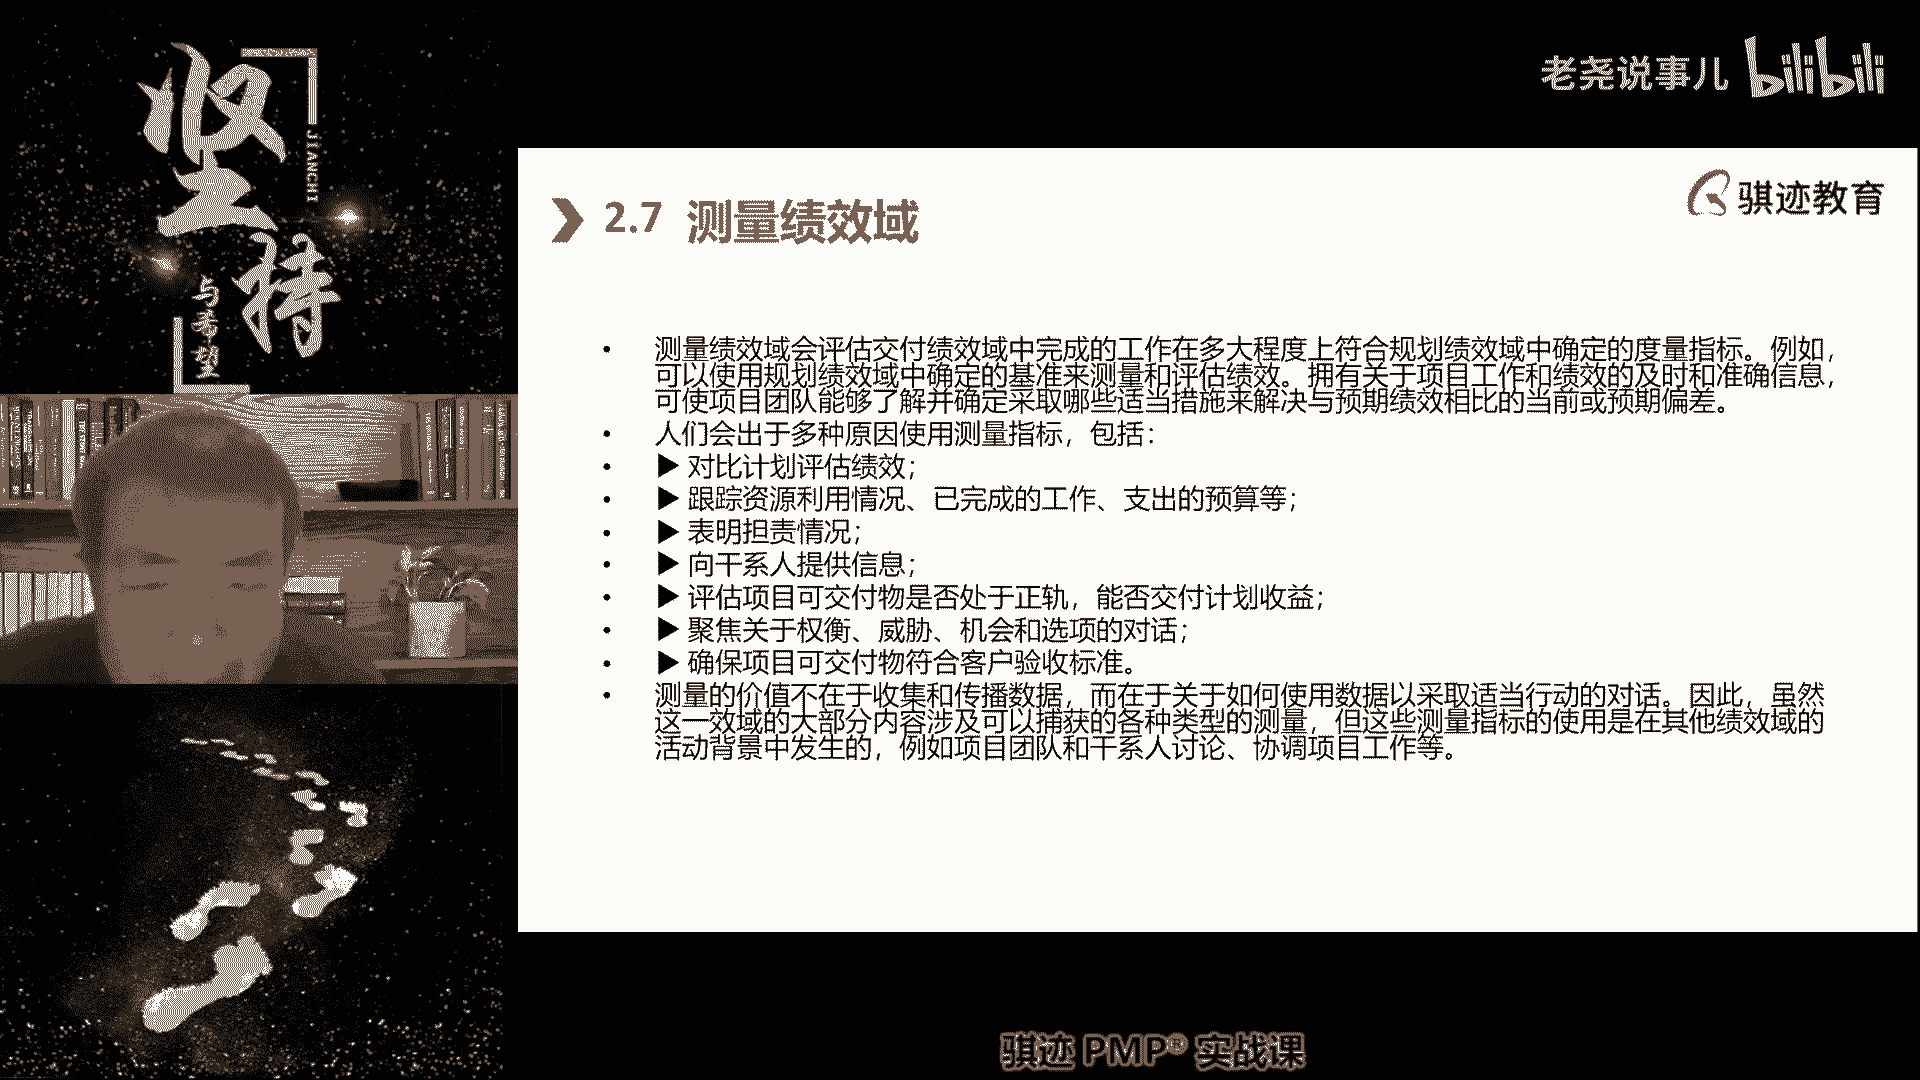 坚持
JIANCHI
与希望
老尧说事儿 bilibili
骐迹教育
2.7 测量绩效域
• 测量绩效域会评估交付绩效域中完成的工作在多大程度上符合规划绩效域中确定的度量指标。例如，
可以使用规划绩效域中确定的基准来测量和评估绩效。拥有关于项目工作和绩效的及时和准确信息，
可使项目团队能够了解并确定采取哪些适当措施来解决与预期绩效相比的当前或预期偏差。
• 人们会出于多种原因使用测量指标，包括：
• ▶ 对比计划评估绩效；
• ▶ 跟踪资源利用情况、已完成的工作、支出的预算等；
• ▶ 表明担责情况；
• ▶ 向干系人提供信息；
• ▶ 评估项目可交付物是否处于正轨，能否交付计划收益；
• ▶ 聚焦关于权衡、威胁、机会和选项的对话；
• ▶ 确保项目可交付物符合客户验收标准。
• 测量的价值不在于收集和传播数据，而在于关于如何使用数据以采取适当行动的对话。因此，虽然
这一效域的大部分内容涉及可以捕获的各种类型的测量，但这些测量指标的使用是在其他绩效域的
活动背景中发生的，例如项目团队和干系人讨论、协调项目工作等。
骐迹 PMP® 实战课